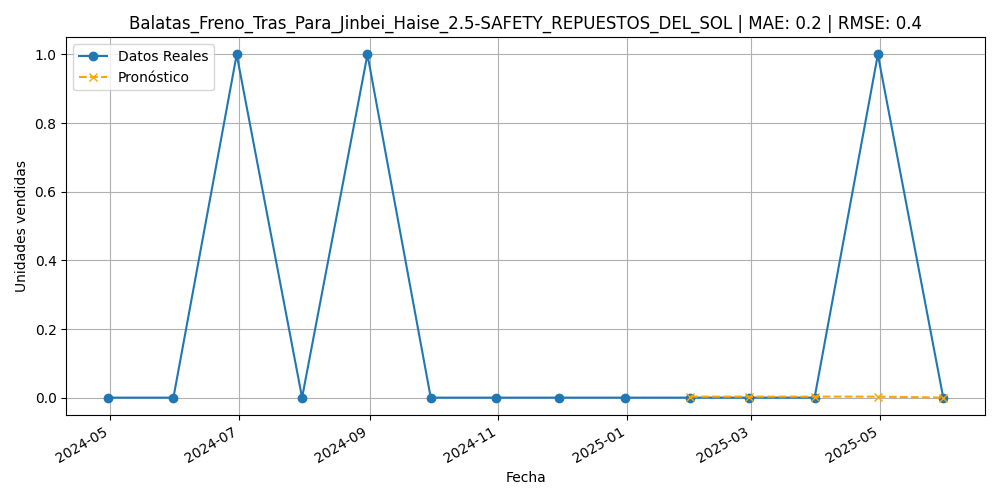 Balatas_Freno_Tras_Para_Jinbei_Haise_2.5-SAFETY_REPUESTOS_DEL_SOL | MAE: 0.2 | RMSE: 0.4
Datos Reales
Pronóstico
Unidades vendidas
1.0
0.8
0.6
0.4
0.2
0.0
2024-05
2024-07
2024-09
2024-11
2025-01
2025-03
2025-05
Fecha